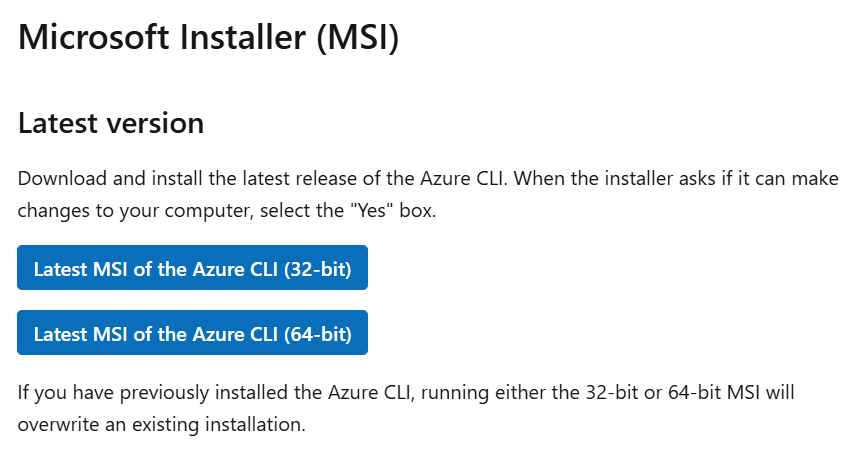 Microsoft Installer (MSI)
Latest version
Download and install the latest release of the Azure CLI. When the installer asks if it can make
changes to your computer, select the "Yes" box.
Latest MSI of the Azure CLI (32-bit)
Latest MSI of the Azure CLI (64-bit)
If you have previously installed the Azure CLI, running either the 32-bit or 64-bit MSI will
overwrite an existing installation.